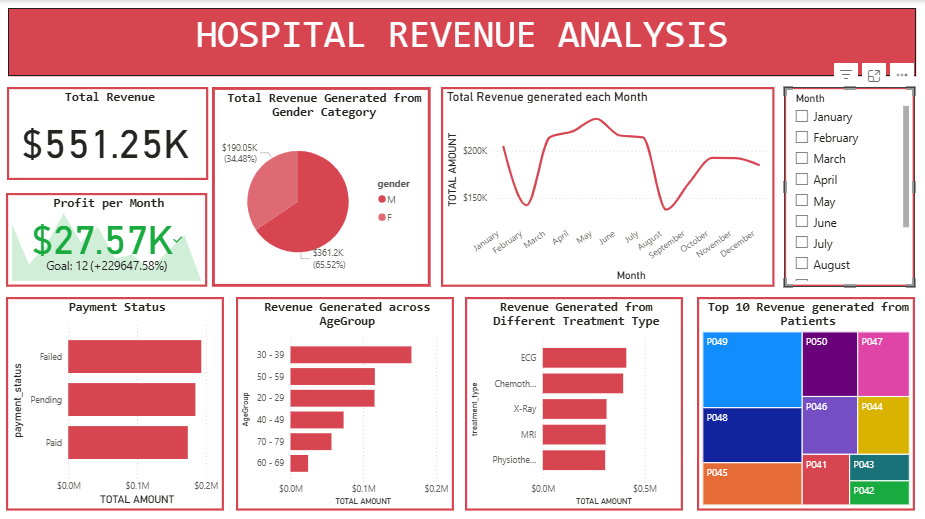 HOSPITAL REVENUE ANALYSIS
Total Revenue
$551.25K
Profit per Month
$27.57K
Goal: 12 (+229647.58%)
Total Revenue Generated from
Gender Category
$190.05K
(34.48%)
$361.2K
(65.52%)
gender
M
F
Total Revenue generated each Month
TOTAL AMOUNT
$200K
$150K
January
February
March
April
May
June
July
August
September
October
November
December
Month
Month
January
February
March
April
May
June
July
August
Payment Status
payment_status
Failed
Pending
Paid
$0.0M
$0.1M
$0.2M
TOTAL AMOUNT
Revenue Generated across
AgeGroup
AgeGroup
30 - 39
50 - 59
20 - 29
40 - 49
70 - 79
60 - 69
$0.0M
$0.1M
$0.2M
TOTAL AMOUNT
Revenue Generated from
Different Treatment Type
treatment_type
ECG
Chemoth...
X-Ray
MRI
Physiothe...
$0.0M
$0.5M
TOTAL AMOUNT
Top 10 Revenue generated from
Patients
P049
P050
P047
P048
P046
P044
P045
P041
P043
P042